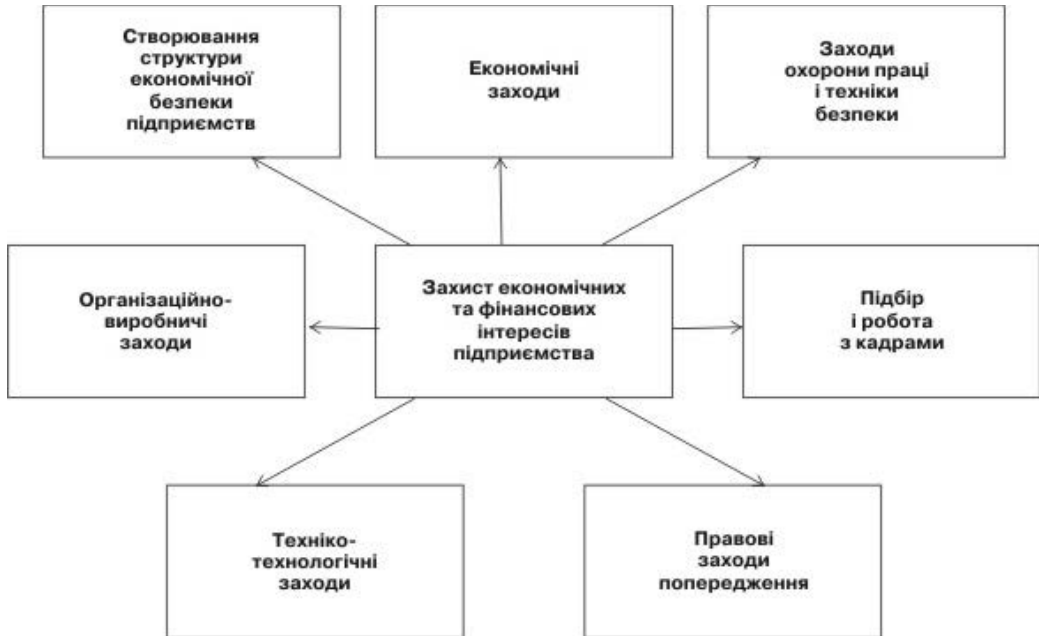 Створювання
структури
економічної
безпеки
підприємств
Економічні
заходи
Заходи
охорони праці
і техніки
безпеки
Організаційно-
виробничі
заходи
Захист економічних
та фінансових
інтересів
підприємства
Підбір
і робота
з кадрами
Техніко-
технологічні
заходи
Правові
заходи
попередження